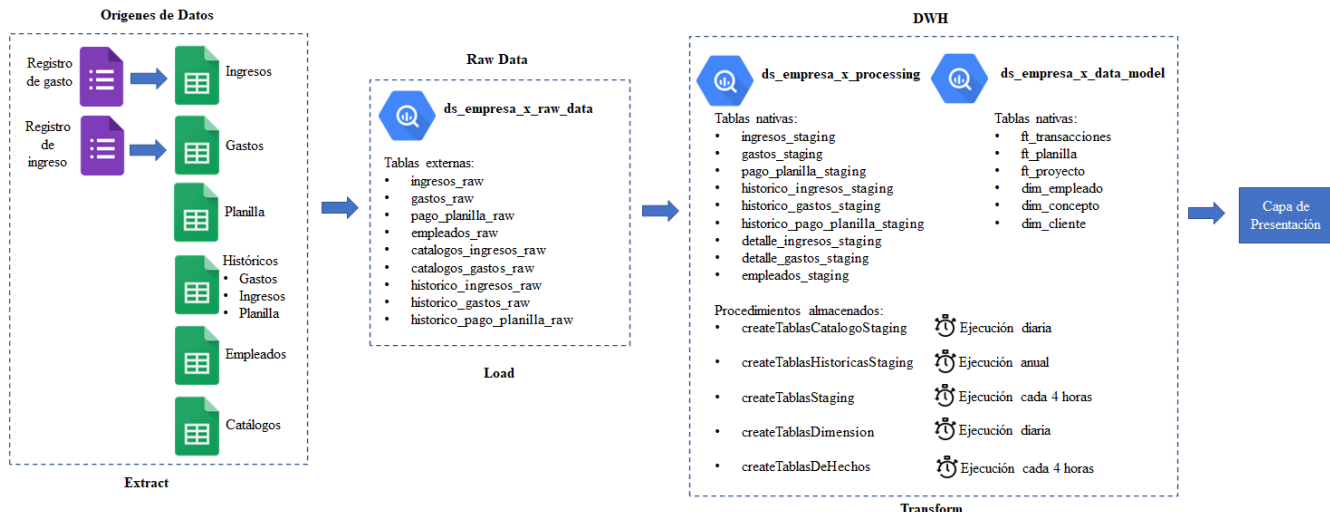 Orígenes de Datos
Registro
de gasto
Ingresos
Registro
de
ingreso
Gastos
Planilla
Históricos
• Gastos
• Ingresos
• Planilla
Empleados
Catálogos
Extract
Raw Data
ds_empresa_x_raw_data
Tablas externas:
• ingresos_raw
• gastos_raw
• pago_planilla_raw
• empleados_raw
• catalogos_ingresos_raw
• catalogos_gastos_raw
• historico_ingresos_raw
• historico_gastos_raw
• historico_pago_planilla_raw
Load
DWH
ds_empresa_x_processing
Tablas nativas:
• ingresos_staging
• gastos_staging
• pago_planilla_staging
• historico_ingresos_staging
• historico_gastos_staging
• historico_pago_planilla_staging
• detalle_ingresos_staging
• detalle_gastos_staging
• empleados_staging
ds_empresa_x_data_model
Tablas nativas:
• ft_transacciones
• ft_planilla
• ft_proyecto
• dim_empleado
• dim_concepto
• dim_cliente
Procedimientos almacenados:
• createTablasCatalogoStaging Ejecución diaria
• createTablasHistoricasStaging Ejecución anual
• createTablasStaging Ejecución cada 4 horas
• createTablasDimension Ejecución diaria
• createTablasDeHechos Ejecución cada 4 horas
Transform
Capa de
Presentación